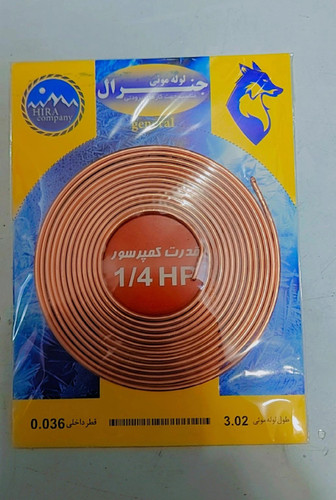 HIRA
company
لوله موئی
جنرال
general
قدرت کمپرسور
1/4 HP
0.036 قطر داخلی
3.02 طول لوله موئی